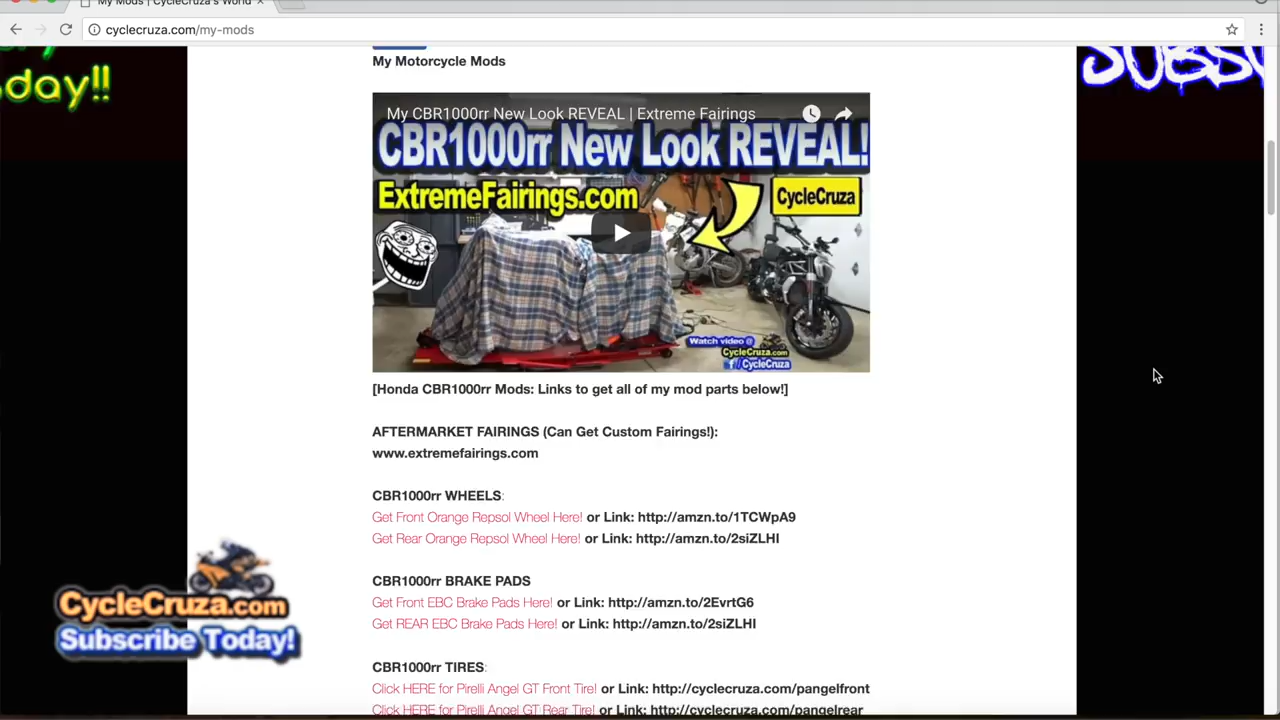 My Mods | CycleCruza's World
cyclecruza.com/my-mods
day!!
My Motorcycle Mods
My CBR1000rr New Look REVEAL | Extreme Fairings
CBR1000rr New Look REVEAL!
ExtremeFairings.com
CycleCruza
Watch video @
CycleCruza.com
f/CycleCruza
[Honda CBR1000rr Mods: Links to get all of my mod parts below!]
AFTERMARKET FAIRINGS (Can Get Custom Fairings!):
www.extremefairings.com
CBR1000rr WHEELS:
Get Front Orange Repsol Wheel Here! or Link: http://amzn.to/1TCWpA9
Get Rear Orange Repsol Wheel Here! or Link: http://amzn.to/2siZLHI
CBR1000rr BRAKE PADS
Get Front EBC Brake Pads Here! or Link: http://amzn.to/2EvrtG6
Get REAR EBC Brake Pads Here! or Link: http://amzn.to/2siZLHI
CBR1000rr TIRES:
Click HERE for Pirelli Angel GT Front Tire! or Link: http://cyclecruza.com/pangelfront
Click HERE for Pirelli Angel GT Rear Tire! or Link: http://cyclecruza.com/pangelrear
CycleCruza.com
Subscribe Today!